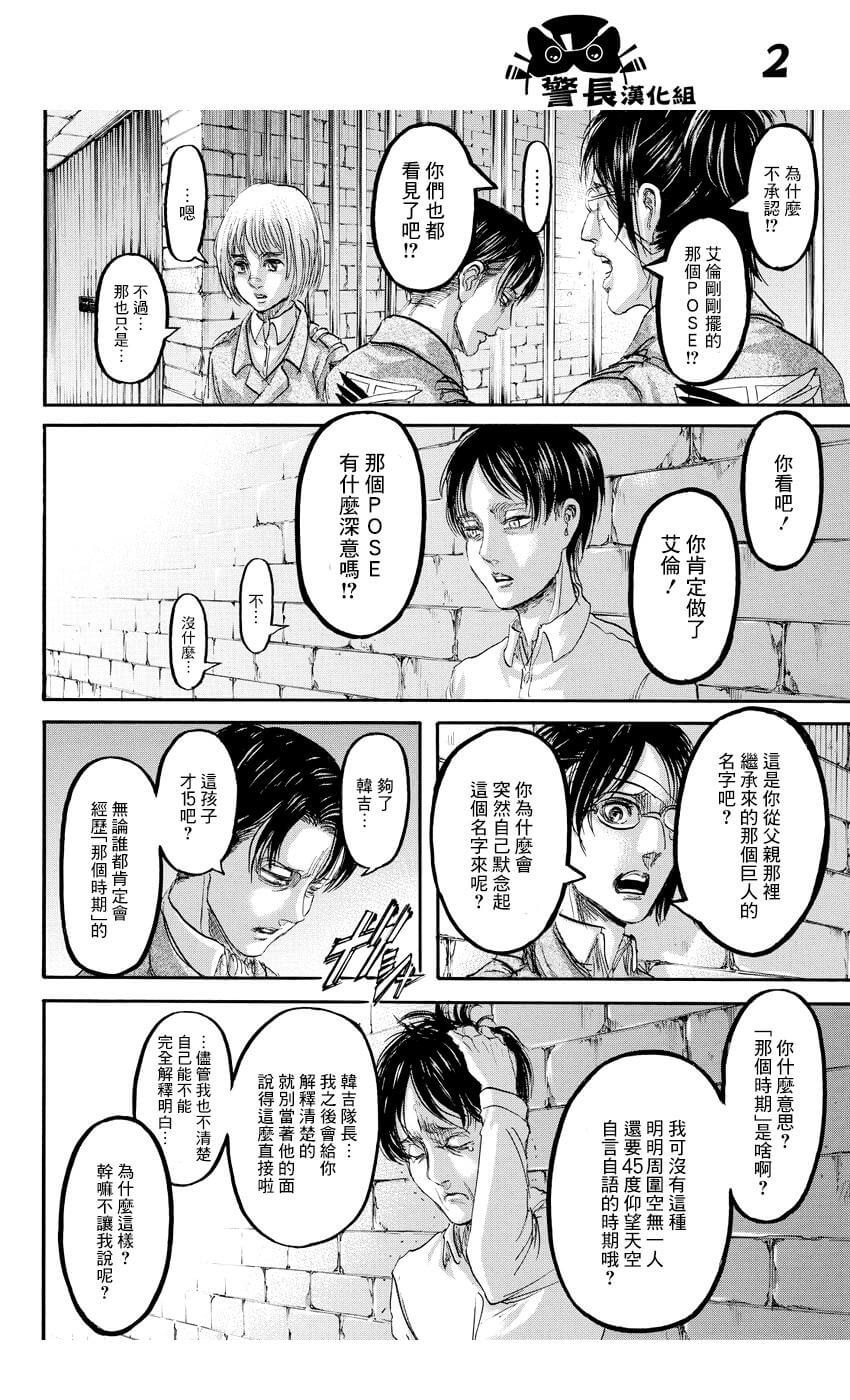 警長漢化組
2
為什麼
不承認!?
艾倫剛剛擺的
那個POSE!?
……
你們也都
看見了吧!?
…嗯
不過…
那也只是…
你看吧！
你肯定做了
艾倫！
那個POSE
有什麼深意嗎!?
不…
沒什麼…
這是你從父親那裡
繼承來的那個巨人的
名字吧？
你為什麼會
突然自己默念起
這個名字來呢？
夠了
韓吉…
這孩子
才15吧？
無論誰都肯定會
經歷「那個時期」的
你什麼意思？
「那個時期」是啥啊？
我可沒有這種
明明周圍空無一人
還要45度仰望天空
自言自語的時期哦？
韓吉隊長…
我之後會給你
解釋清楚的
就別當著他的面
說得這麼直接啦
…儘管我也不清楚
自己能不能
完全解釋明白…
為什麼這樣？
幹嘛不讓我說呢？